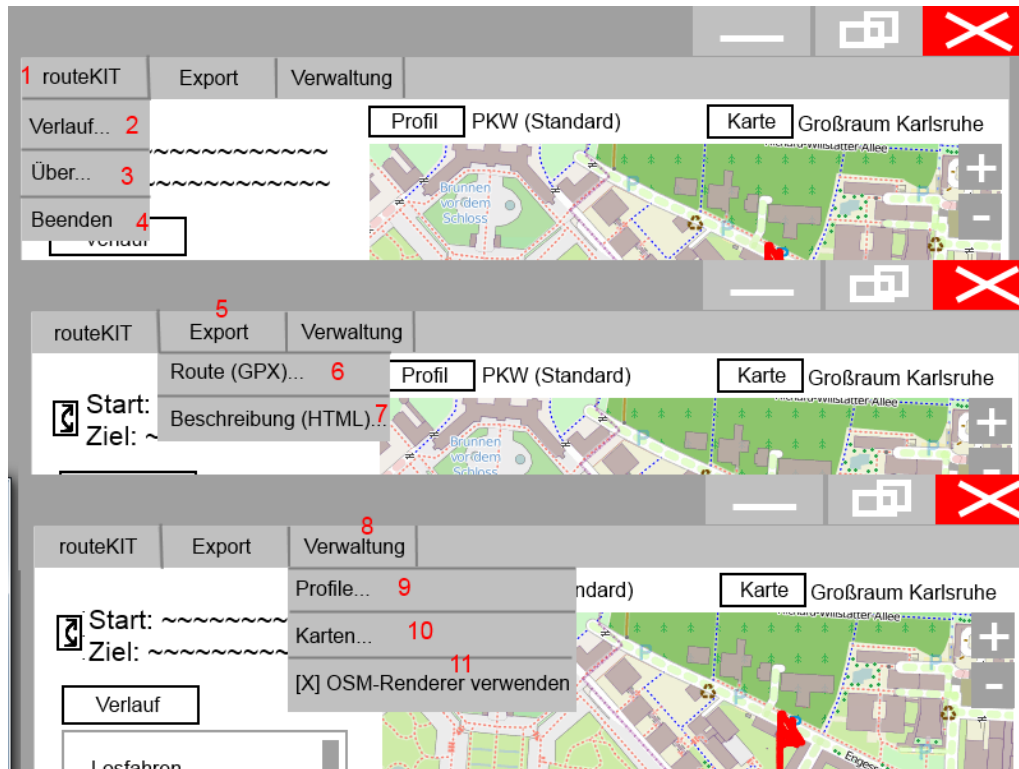 1 routeKIT Export Verwaltung
Verlauf... 2
Profil PKW (Standard) Karte Großraum Karlsruhe
Über... 3
Beenden 4
Brunnen
vor dem
Schloss
P
P
+
-
5
routeKIT Export Verwaltung
Route (GPX)... 6
Profil PKW (Standard) Karte Großraum Karlsruhe
Start:
Beschreibung (HTML)... 7
Ziel: ~
Brunnen
vor dem
Schloss
P
+
-
8
routeKIT Export Verwaltung
Profile... 9
ndard) Karte Großraum Karlsruhe
Start: ~~~~~~~~
Karten... 10
Ziel: ~~~~~~~~~
11
[X] OSM-Renderer verwenden
Verlauf
P
+
-
Losfahren